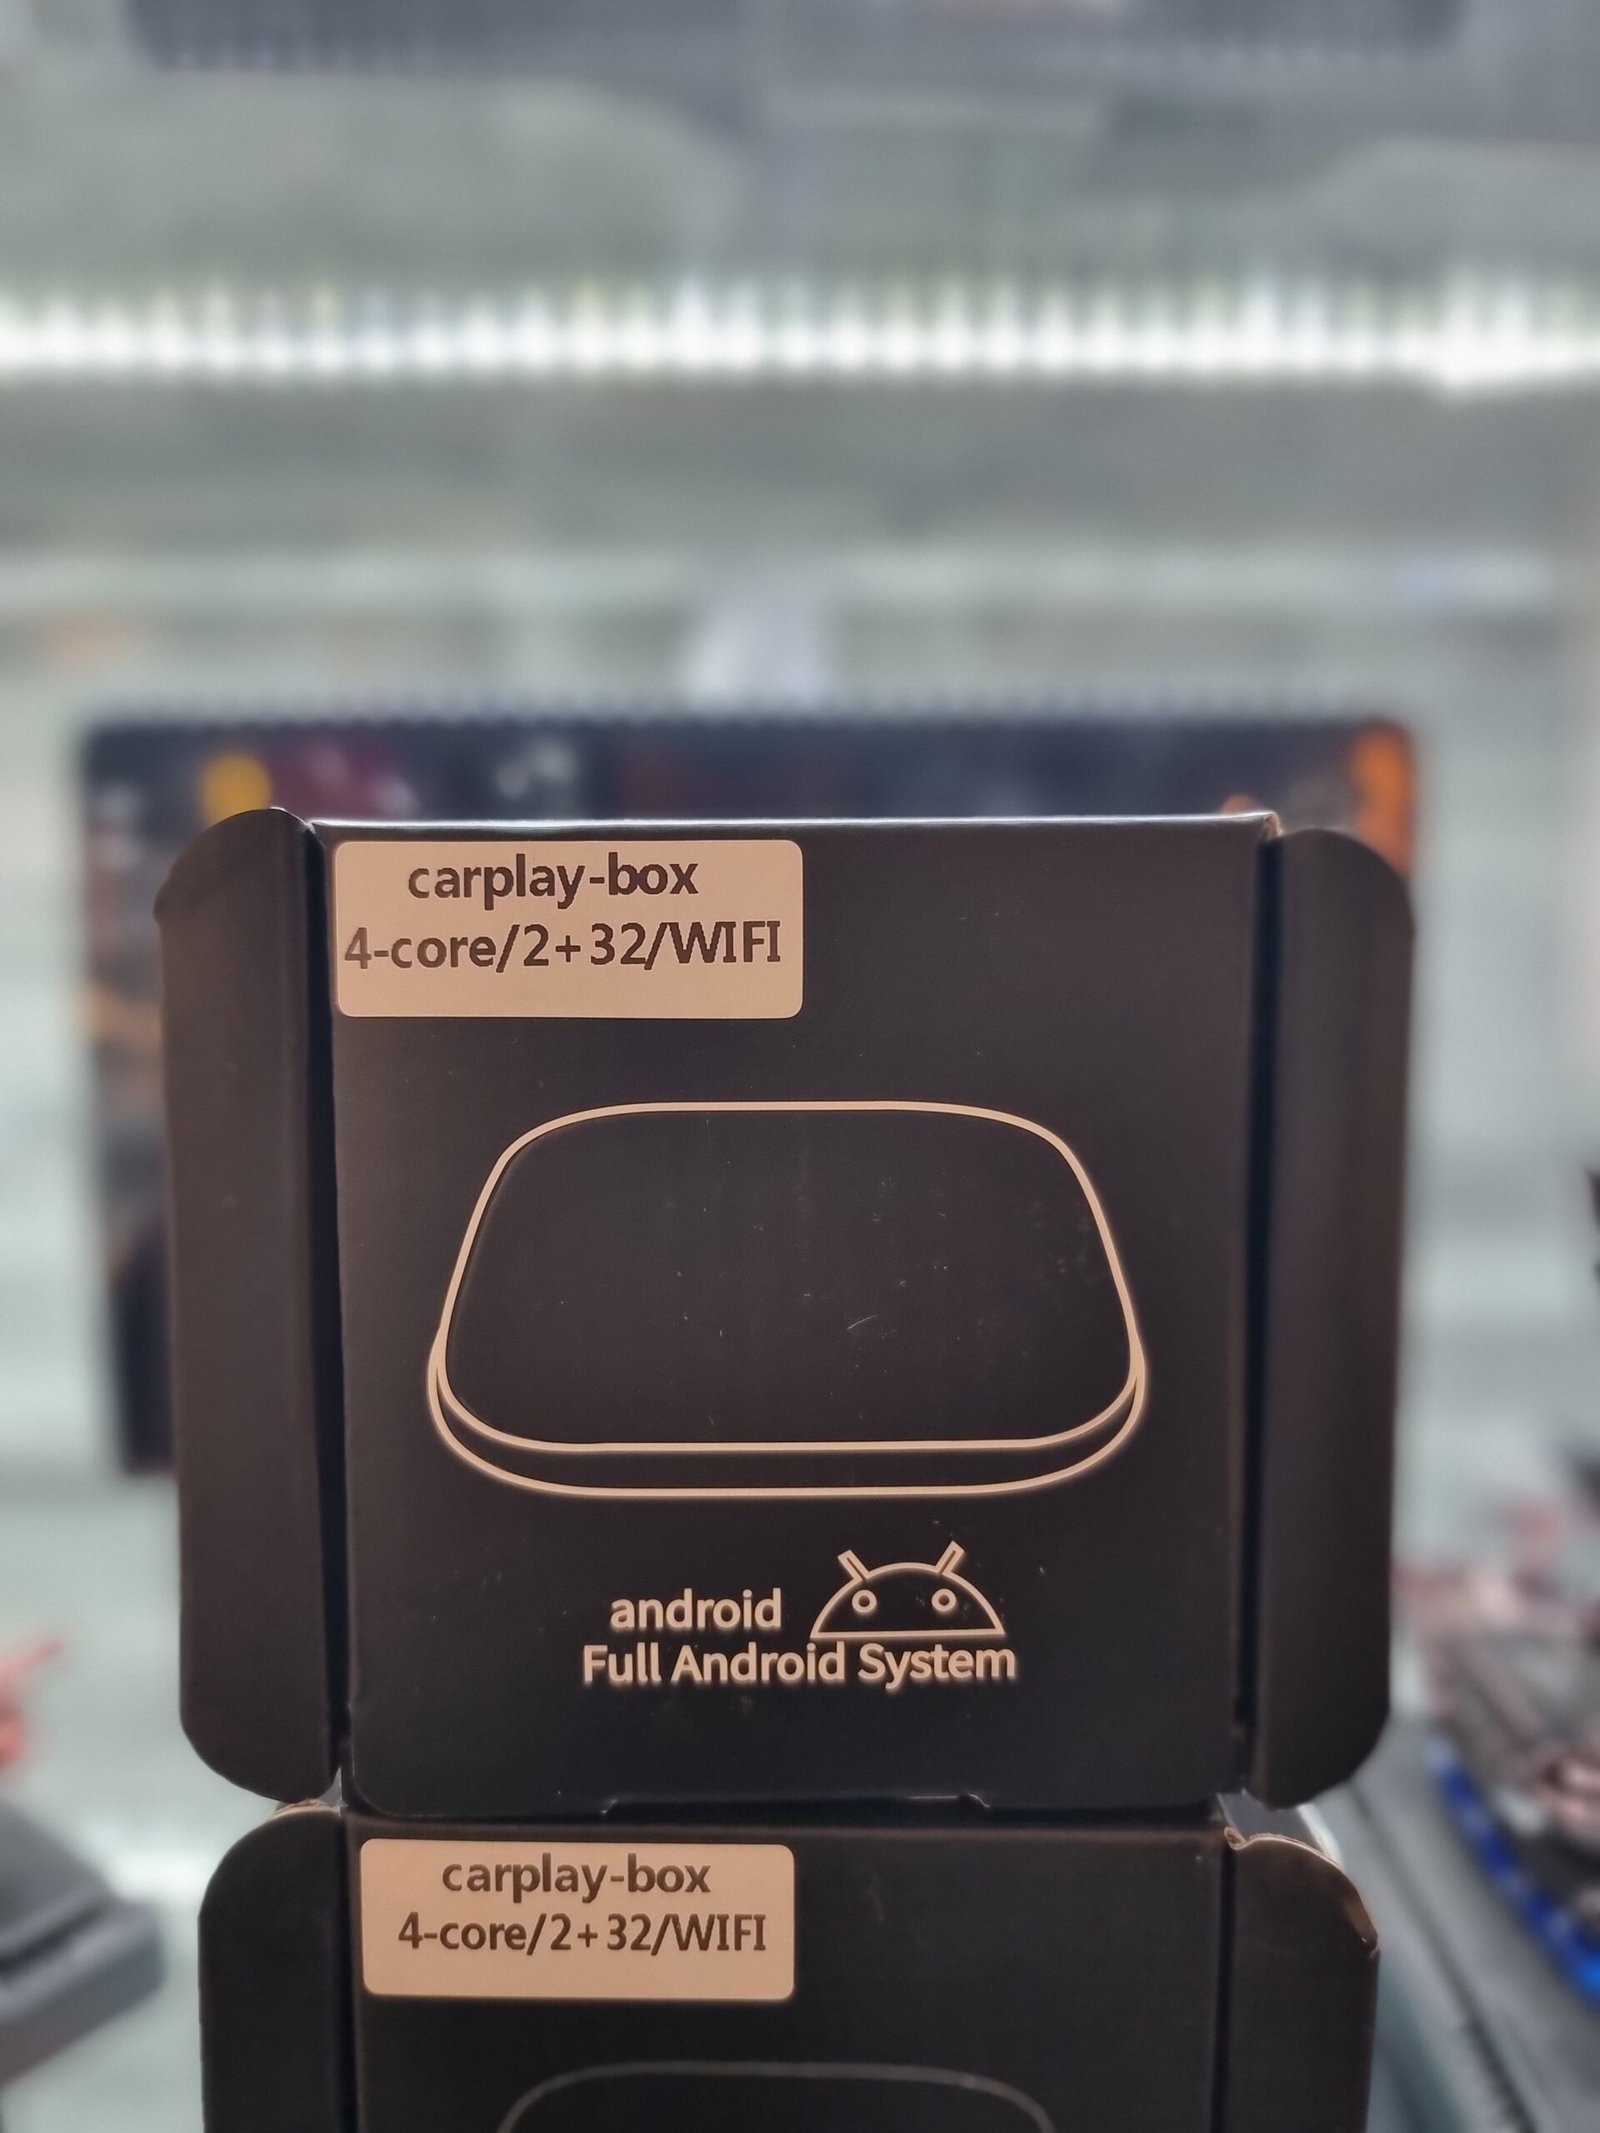 carplay-box
4-core/2+32/WIFI
android
Full Android System
carplay-box
4-core/2+32/WIFI